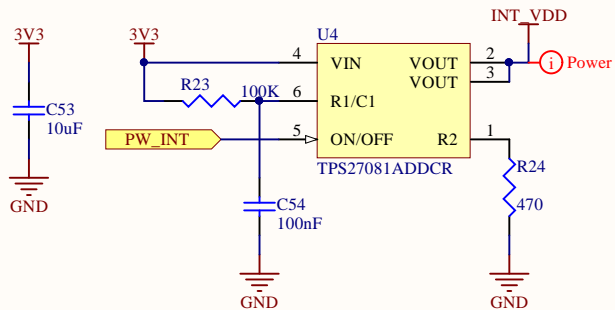 INT_VDD
3V3
3V3
U4
4
VIN
VOUT
2
i
Power
VOUT
3
R23
100K
6
R1/C1
C53
10uF
PW_INT
5
ON/OFF
R2
1
TPS27081ADDCR
R24
470
GND
C54
100nF
GND
GND